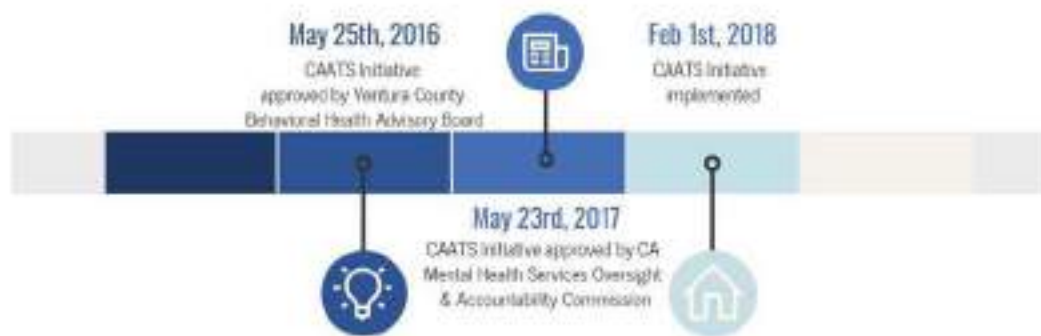 May 25th, 2016
CAATS Initiative
approved by Ventura County
Behavioral Health Advisory Board
Feb 1st, 2018
CAATS Initiative
implemented
May 23rd, 2017
CAATS Initiative approved by CA
Mental Health Services Oversight
& Accountability Commission